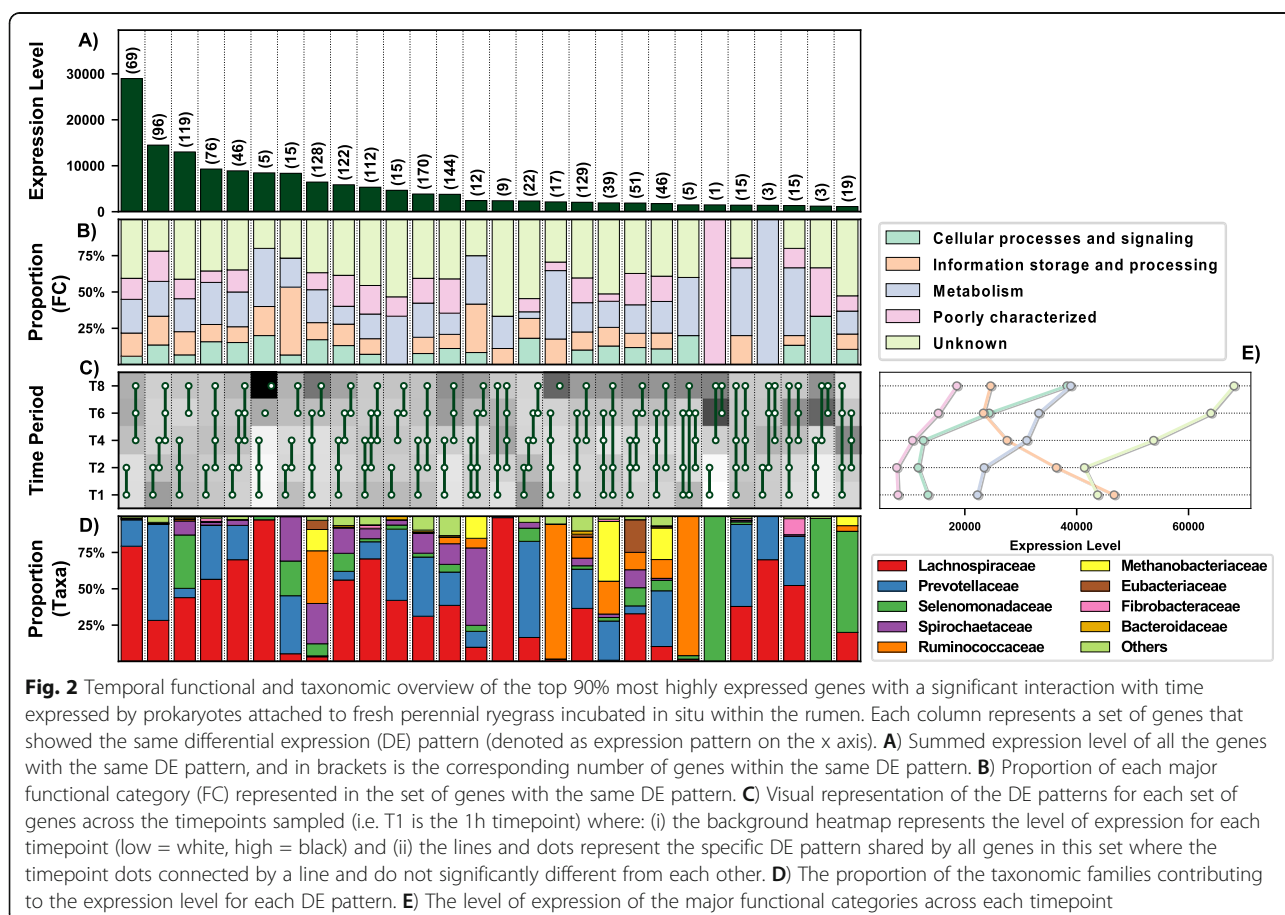 A)
Expression Level
30000
20000
10000
0
(69)
(96)
(119)
(76)
(46)
(5)
(15)
(128)
(122)
(112)
(15)
(170)
(144)
(12)
(9)
(22)
(17)
(129)
(39)
(51)
(46)
(5)
(1)
(15)
(3)
(15)
(3)
(19)
B)
Proportion
(FC)
75%
50%
25%
Cellular processes and signaling
Information storage and processing
Metabolism
Poorly characterized
Unknown
C)
Time Period
T8
T6
T4
T2
T1
E)
20000
40000
60000
Expression Level
D)
Proportion
(Taxa)
75%
50%
25%
Lachnospiraceae
Prevotellaceae
Selenomonadaceae
Spirochaetaceae
Ruminococcaceae
Methanobacteriaceae
Eubacteriaceae
Fibrobacteraceae
Bacteroidaceae
Others
Fig. 2 Temporal functional and taxonomic overview of the top 90% most highly expressed genes with a significant interaction with time
expressed by prokaryotes attached to fresh perennial ryegrass incubated in situ within the rumen. Each column represents a set of genes that
showed the same differential expression (DE) pattern (denoted as expression pattern on the x axis). A) Summed expression level of all the genes
with the same DE pattern, and in brackets is the corresponding number of genes within the same DE pattern. B) Proportion of each major
functional category (FC) represented in the set of genes with the same DE pattern. C) Visual representation of the DE patterns for each set of
genes across the timepoints sampled (i.e. T1 is the 1h timepoint) where: (i) the background heatmap represents the level of expression for each
timepoint (low = white, high = black) and (ii) the lines and dots represent the specific DE pattern shared by all genes in this set where the
timepoint dots connected by a line and do not significantly different from each other. D) The proportion of the taxonomic families contributing
to the expression level for each DE pattern. E) The level of expression of the major functional categories across each timepoint